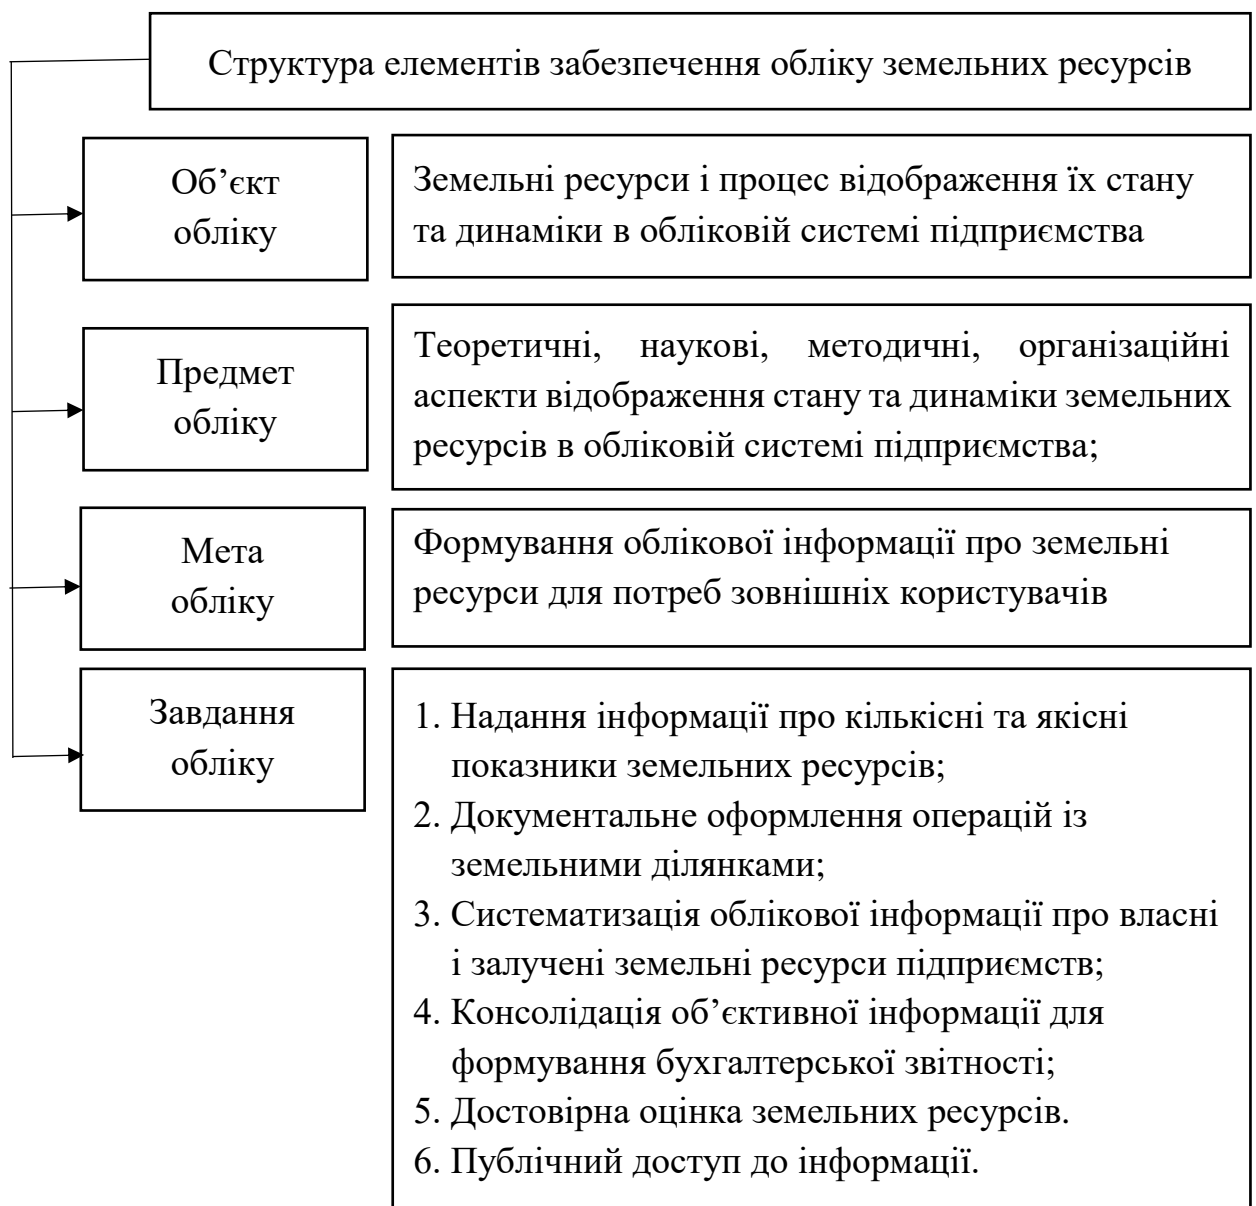 Структура елементів забезпечення обліку земельних ресурсів
Об’єкт
обліку
Земельні ресурси і процес відображення їх стану
та динаміки в обліковій системі підприємства
Предмет
обліку
Теоретичні, наукові, методичні, організаційні
аспекти відображення стану та динаміки земельних
ресурсів в обліковій системі підприємства;
Мета
обліку
Формування облікової інформації про земельні
ресурси для потреб зовнішніх користувачів
Завдання
обліку
1. Надання інформації про кількісні та якісні
показники земельних ресурсів;
2. Документальне оформлення операцій із
земельними ділянками;
3. Систематизація облікової інформації про власні
і залучені земельні ресурси підприємств;
4. Консолідація об’єктивної інформації для
формування бухгалтерської звітності;
5. Достовірна оцінка земельних ресурсів.
6. Публічний доступ до інформації.